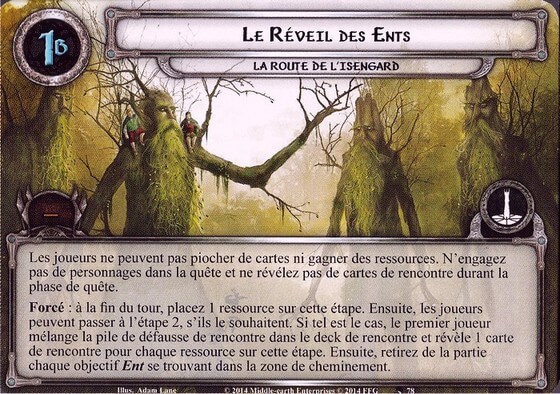 1B
LE RÉVEIL DES ENTS
LA ROUTE DE L'ISENGARD
Les joueurs ne peuvent pas piocher de cartes ni gagner des ressources. N'engagez
pas de personnages dans la quête et ne révélez pas de cartes de rencontre durant la
phase de quête.
Forcé : à la fin du tour, placez 1 ressource sur cette étape. Ensuite, les joueurs
peuvent passer à l'étape 2, s'ils le souhaitent. Si tel est le cas, le premier joueur
mélange la pile de défausse de rencontre dans le deck de rencontre et révèle 1 carte
de rencontre pour chaque ressource sur cette étape. Ensuite, retirez de la partie
chaque objectif Ent se trouvant dans la zone de cheminement.
Illus. Adam Lane © 2014 Middle-earth Enterprises © 2014 FFG 78